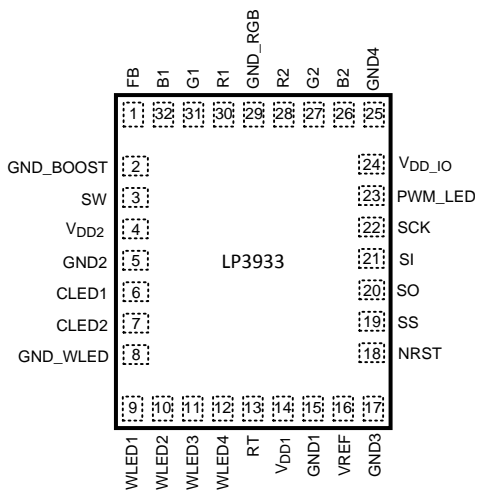 FB B1 G1 R1 GND_RGB R2 G2 B2 GND4
1 32 31 30 29 28 27 26 25
GND_BOOST 2
24 VDD_IO
SW 3
23 PWM_LED
VDD2 4
22 SCK
GND2 5
LP3933
21 SI
CLED1 6
20 SO
CLED2 7
19 SS
GND_WLED 8
18 NRST
9 10 11 12 13 14 15 16 17
WLED1 WLED2 WLED3 WLED4 RT VDD1 GND1 VREF GND3